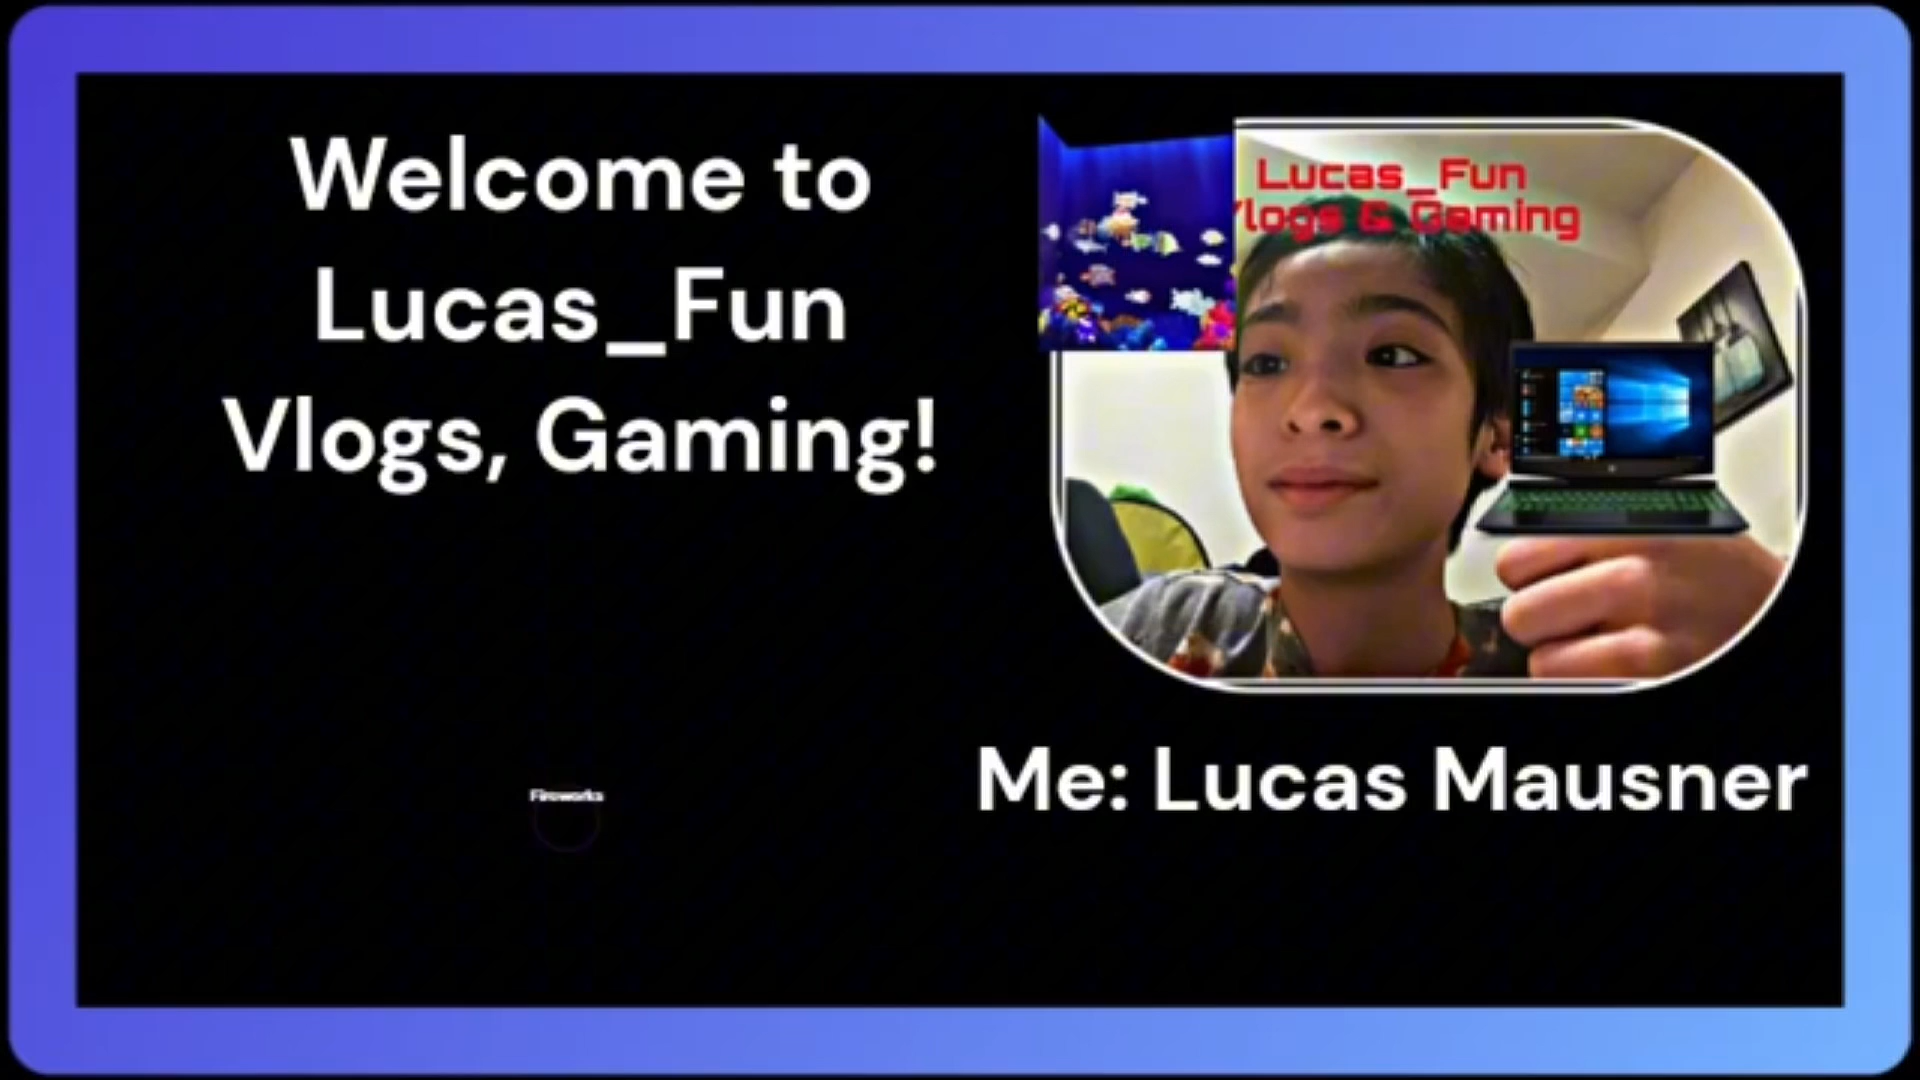 Welcome to
Lucas_Fun
Vlogs, Gaming!
Lucas_Fun
Vlogs & Gaming
Me: Lucas Mausner
Fireworks